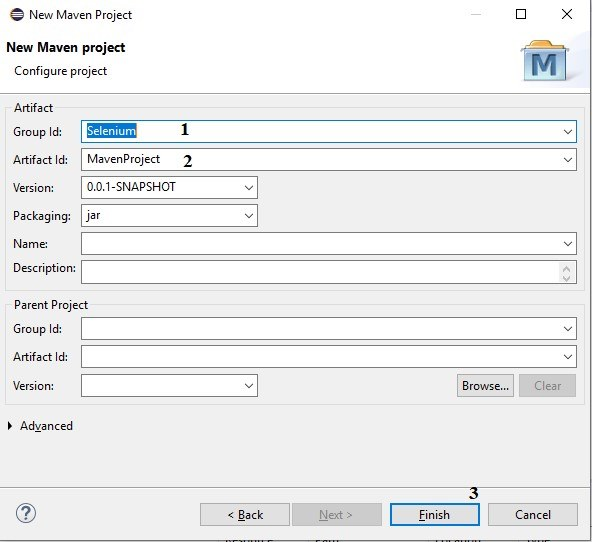 New Maven Project
New Maven project
Configure project
M
Artifact
Group Id: Selenium 1
Artifact Id: MavenProject 2
Version: 0.0.1-SNAPSHOT
Packaging: jar
Name:
Description:
Parent Project
Group Id:
Artifact Id:
Version: Browse... Clear
Advanced
3
? < Back Next > Finish Cancel